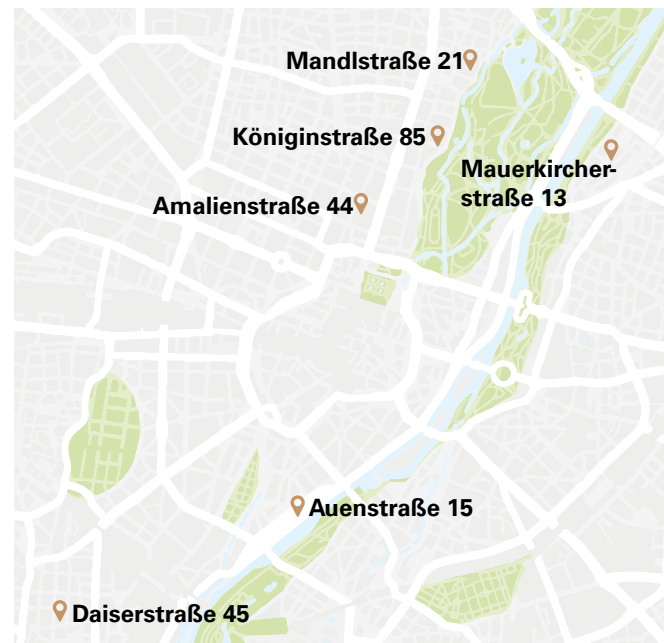 Mandlstraße 21
Königinstraße 85
Mauerkircher-
straße 13
Amalienstraße 44
Auenstraße 15
Daiserstraße 45